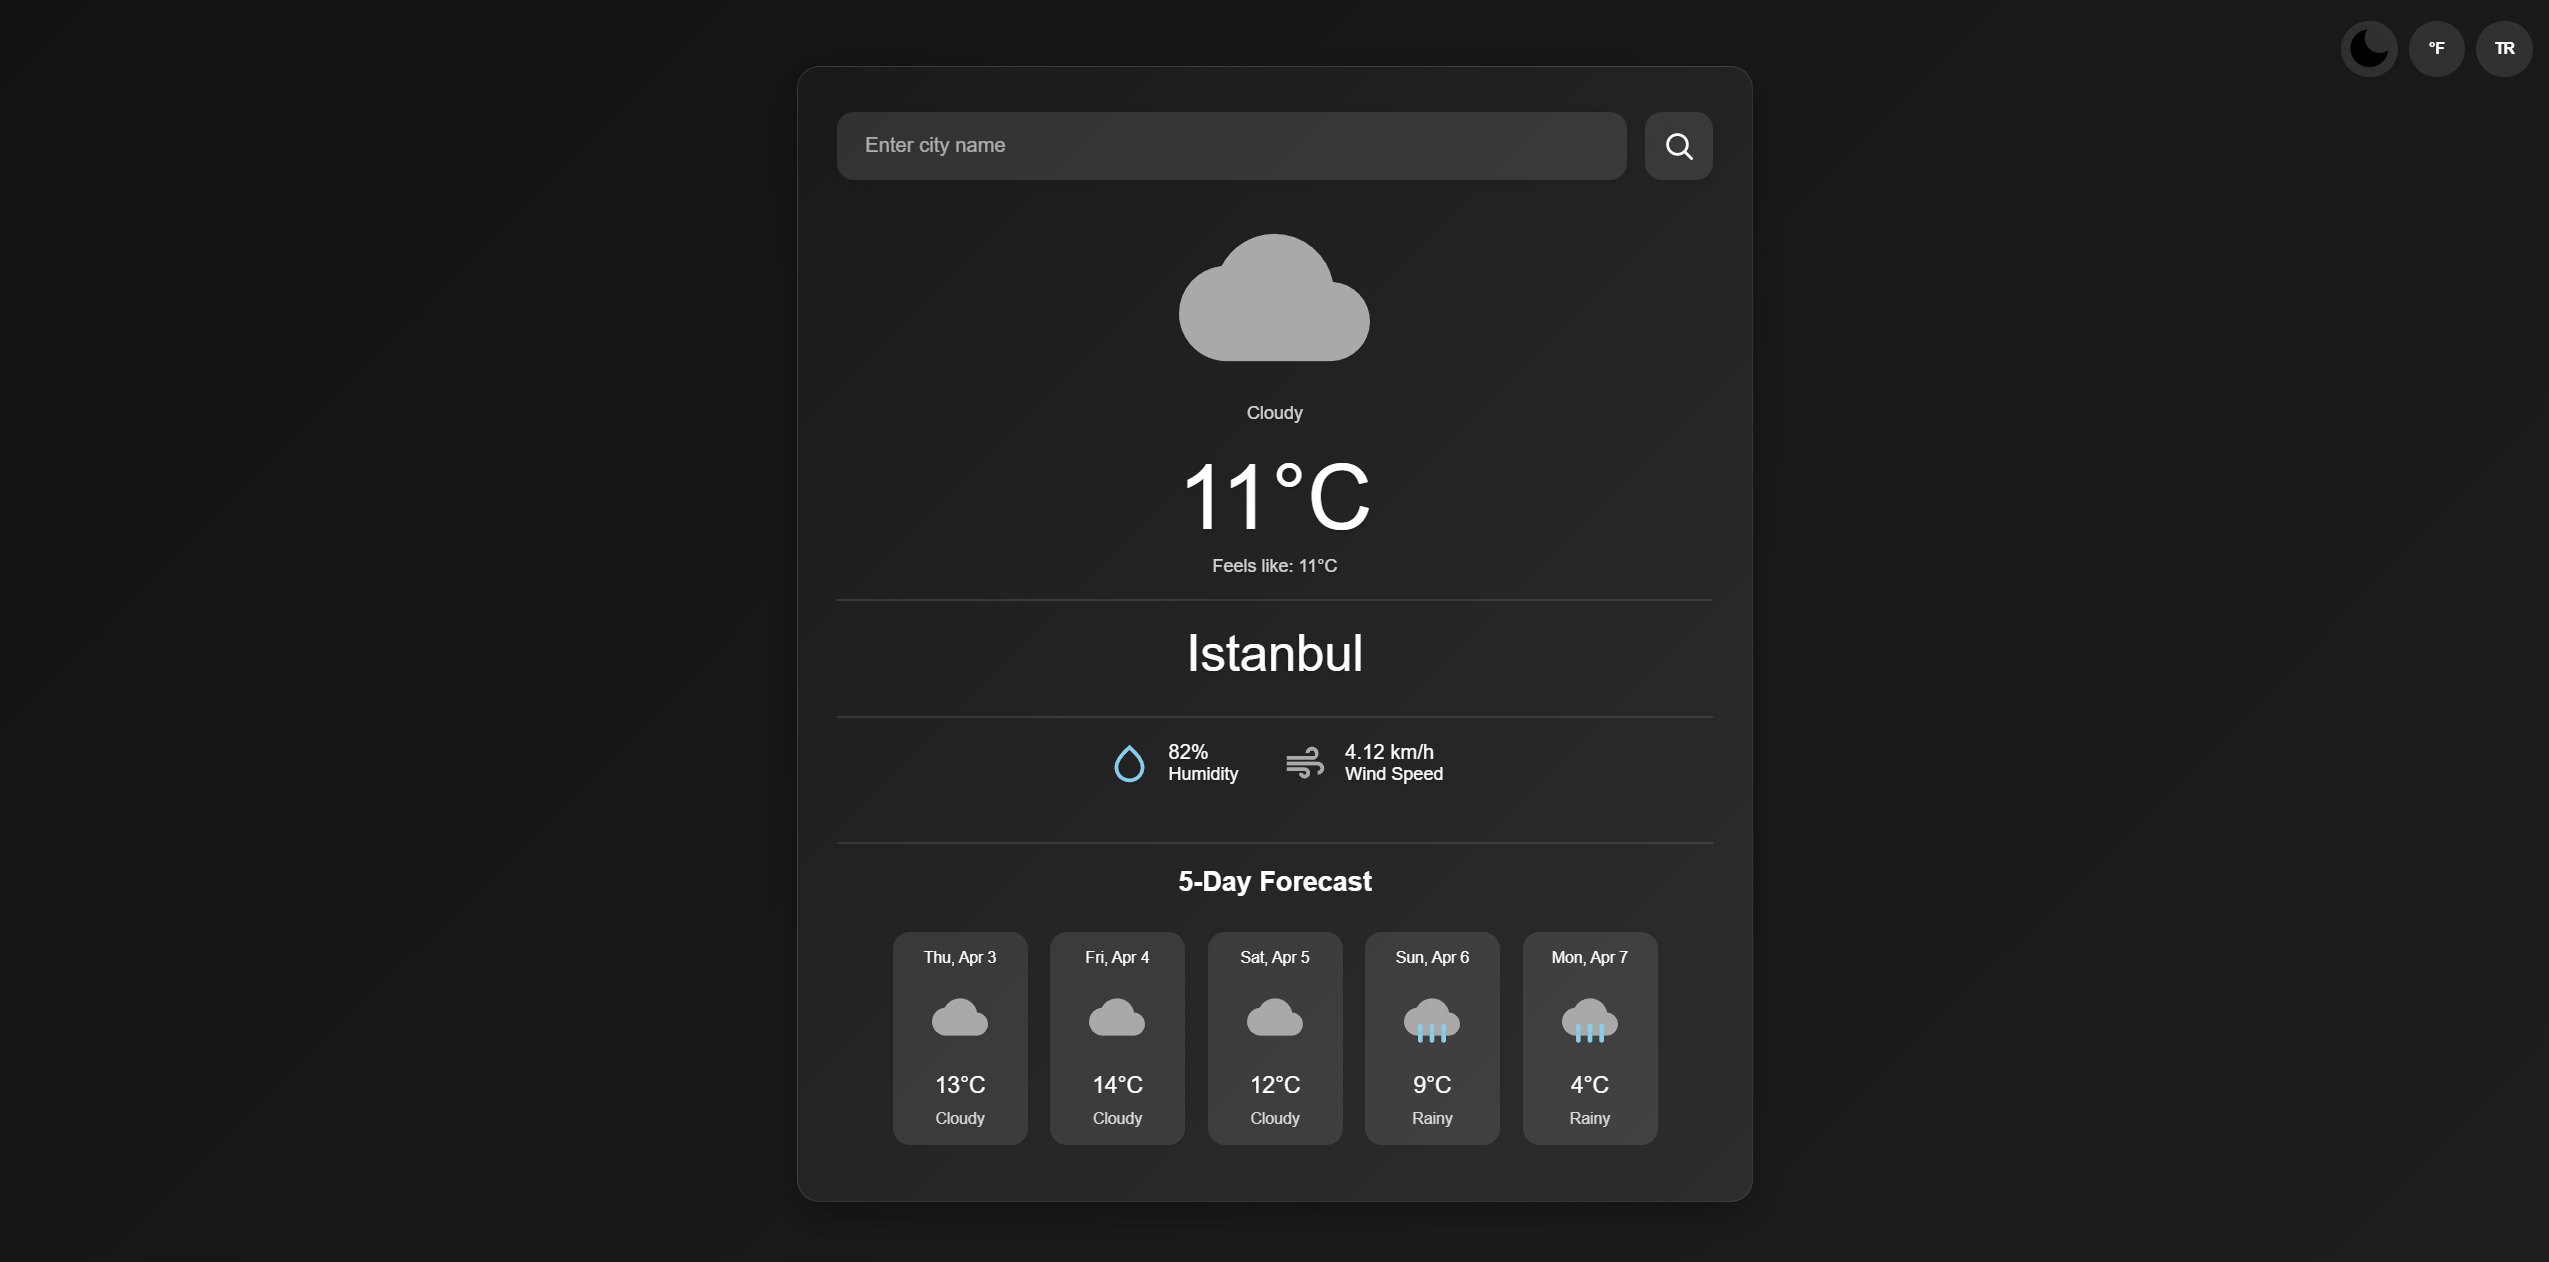 °F
TR
Enter city name
Cloudy
11°C
Feels like: 11°C
Istanbul
82%
Humidity
4.12 km/h
Wind Speed
5-Day Forecast
Thu, Apr 3
13°C
Cloudy
Fri, Apr 4
14°C
Cloudy
Sat, Apr 5
12°C
Cloudy
Sun, Apr 6
9°C
Rainy
Mon, Apr 7
4°C
Rainy